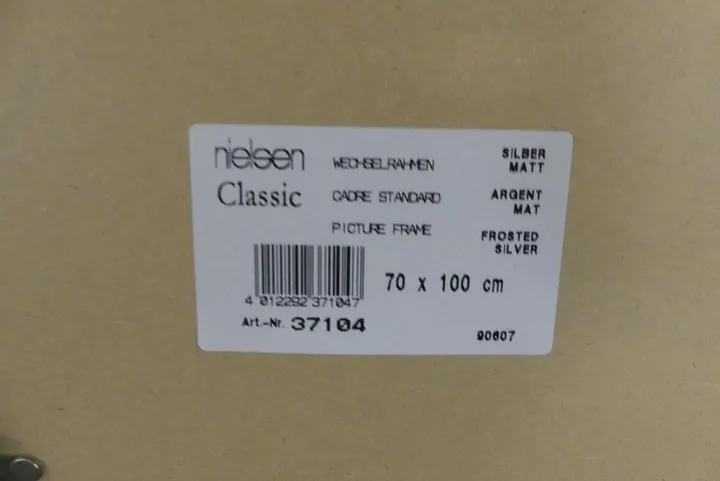 nielsen
Classic
WECHSELRAHMEN
CADRE STANDARD
PICTURE FRAME
SILBER
MATT
ARGENT
MAT
FROSTED
SILVER
70 x 100 cm
4 012292 371047
Art.-Nr. 37104
90607